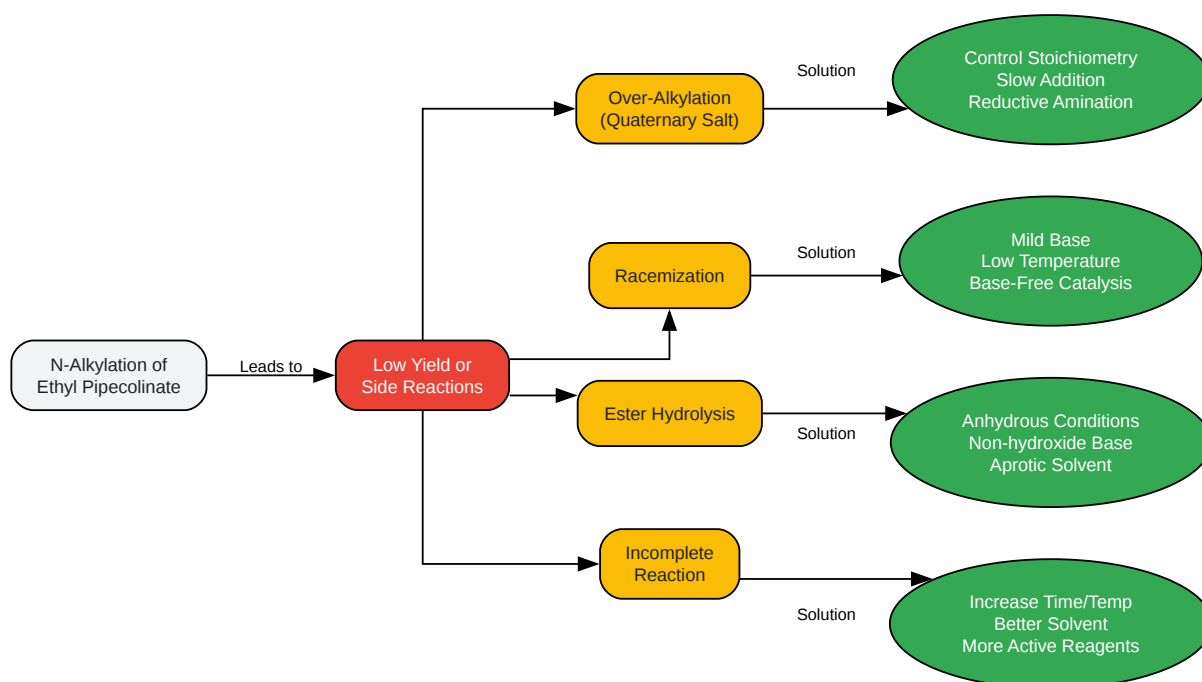 N-Alkylation of
Ethyl Pipecolinate
Leads to
Low Yield or
Side Reactions
Over-Alkylation
(Quaternary Salt)
Solution
Control Stoichiometry
Slow Addition
Reductive Amination
Racemization
Solution
Mild Base
Low Temperature
Base-Free Catalysis
Ester Hydrolysis
Solution
Anhydrous Conditions
Non-hydroxide Base
Aprotic Solvent
Incomplete
Reaction
Solution
Increase Time/Temp
Better Solvent
More Active Reagents